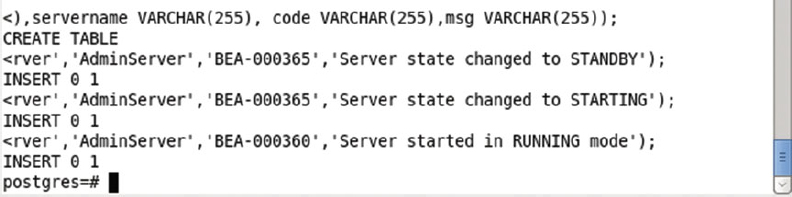 <),servername VARCHAR(255), code VARCHAR(255),msg VARCHAR(255));
CREATE TABLE
<rver','AdminServer','BEA-000365','Server state changed to STANDBY');
INSERT 0 1
<rver','AdminServer','BEA-000365','Server state changed to STARTING');
INSERT 0 1
<rver','AdminServer','BEA-000360','Server started in RUNNING mode');
INSERT 0 1
postgres=#